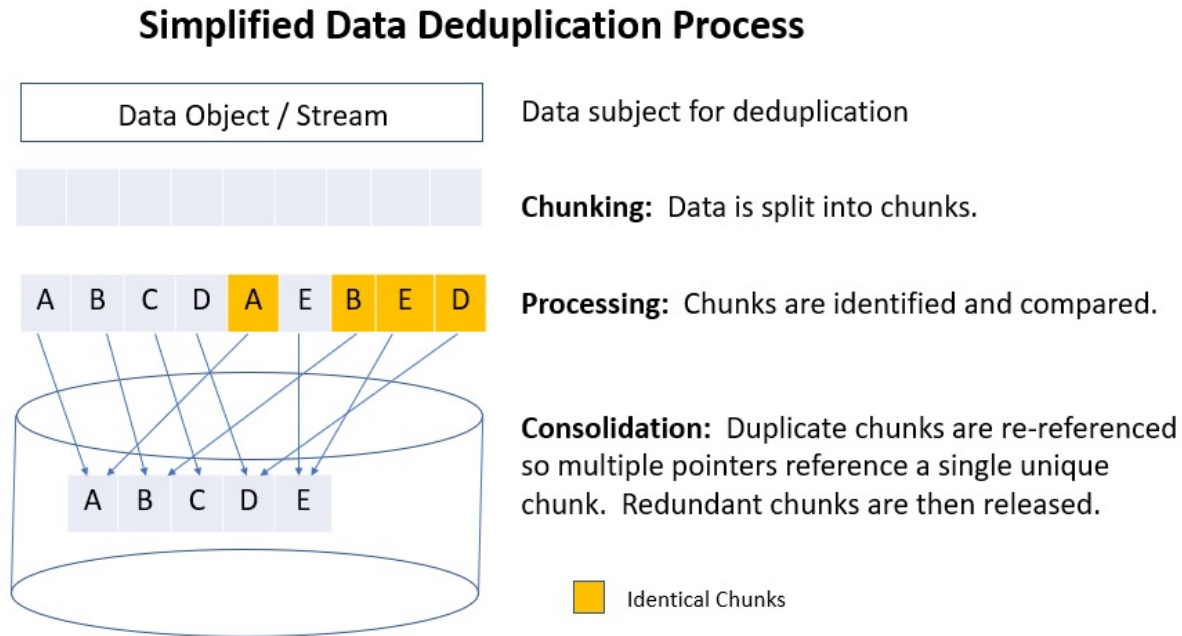 Simplified Data Deduplication Process
Data Object / Stream
Data subject for deduplication
Chunking: Data is split into chunks.
A B C D A E B E D
Processing: Chunks are identified and compared.
Consolidation: Duplicate chunks are re-referenced
so multiple pointers reference a single unique
chunk. Redundant chunks are then released.
A B C D E
Identical Chunks